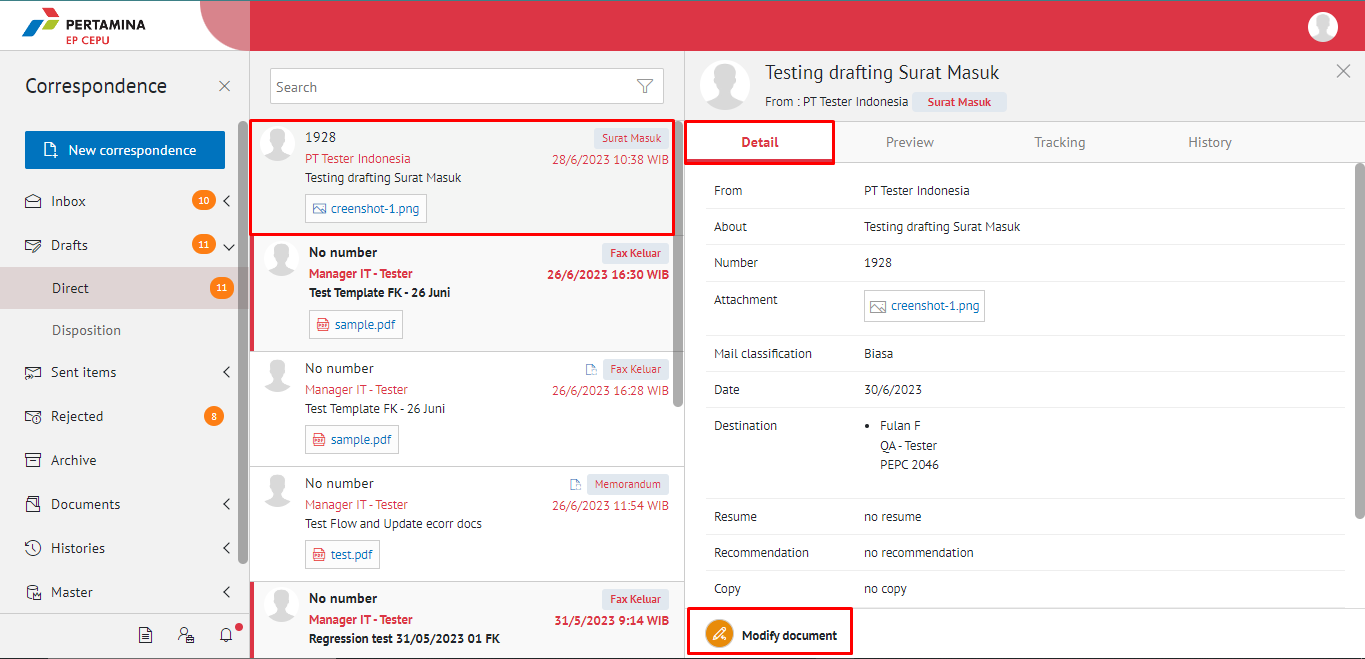 PERTAMINA
EP CEPU
Correspondence
New correspondence
Inbox
10
Drafts
11
Direct
11
Disposition
Sent items
Rejected
8
Archive
Documents
Histories
Master
Search
1928
Surat Masuk
PT Tester Indonesia
28/6/2023 10:38 WIB
Testing drafting Surat Masuk
creenshot-1.png
No number
Fax Keluar
Manager IT - Tester
26/6/2023 16:30 WIB
Test Template FK - 26 Juni
sample.pdf
No number
Fax Keluar
Manager IT - Tester
26/6/2023 16:28 WIB
Test Template FK - 26 Juni
sample.pdf
No number
Memorandum
Manager IT - Tester
26/6/2023 11:54 WIB
Test Flow and Update ecorr docs
test.pdf
No number
Fax Keluar
Manager IT - Tester
31/5/2023 9:14 WIB
Regression test 31/05/2023 01 FK
Testing drafting Surat Masuk
From : PT Tester Indonesia Surat Masuk
Detail Preview Tracking History
From PT Tester Indonesia
About Testing drafting Surat Masuk
Number 1928
Attachment creenshot-1.png
Mail classification Biasa
Date 30/6/2023
Destination • Fulan F
QA - Tester
PEPC 2046
Resume no resume
Recommendation no recommendation
Copy no copy
Modify document